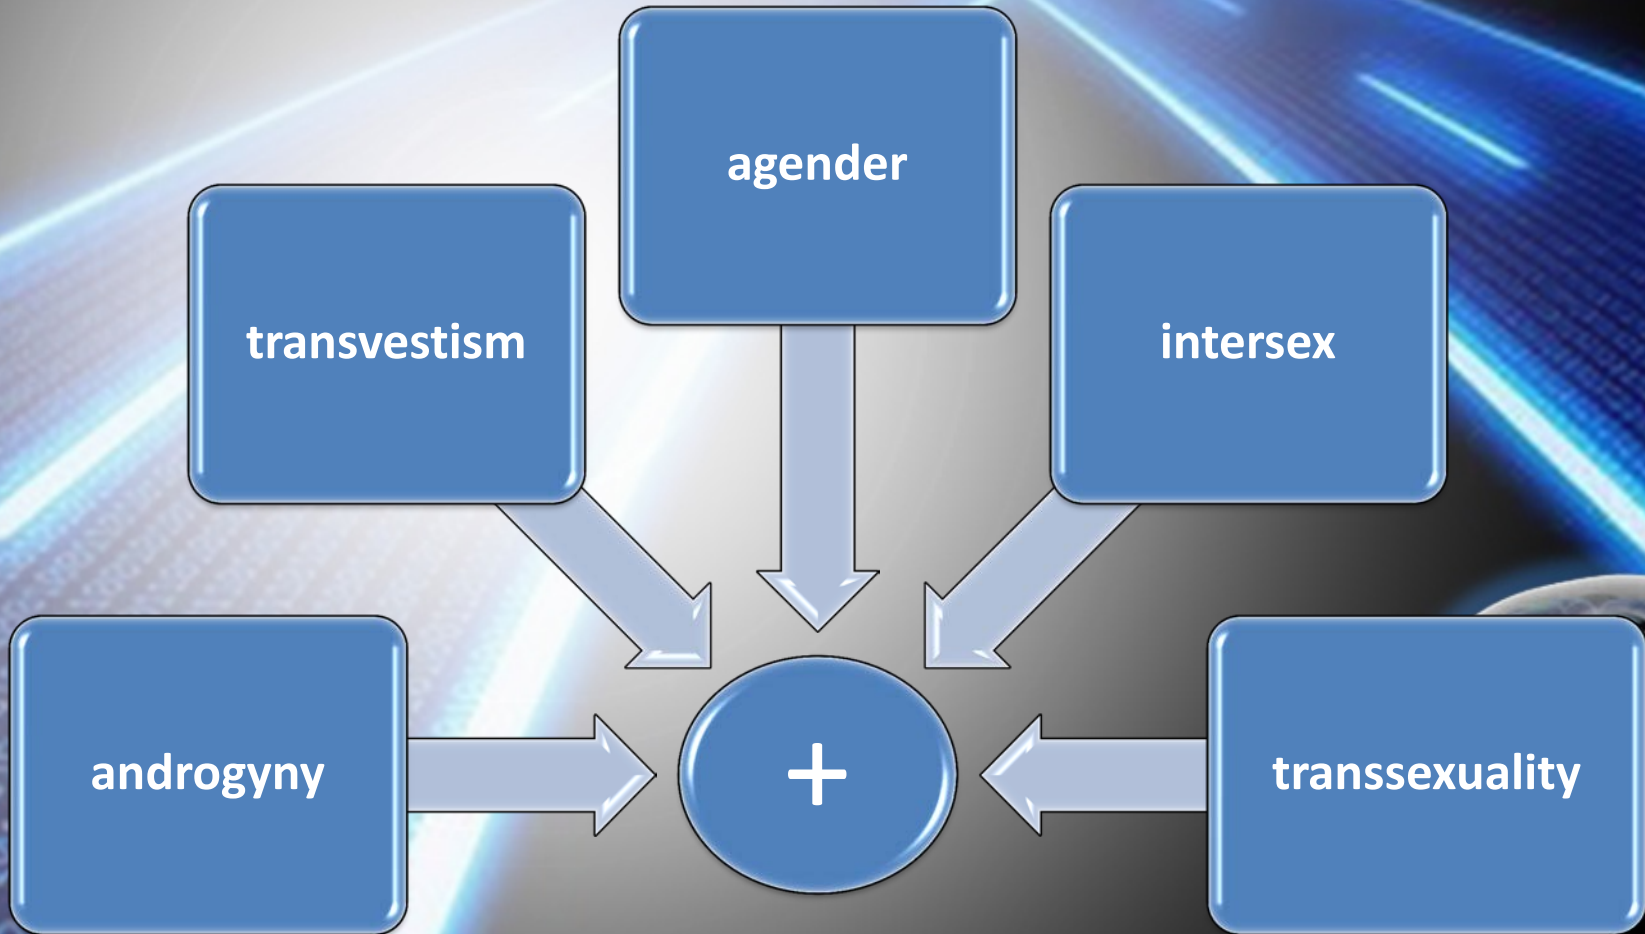 agender
transvestism
intersex
androgyny
+
transsexuality